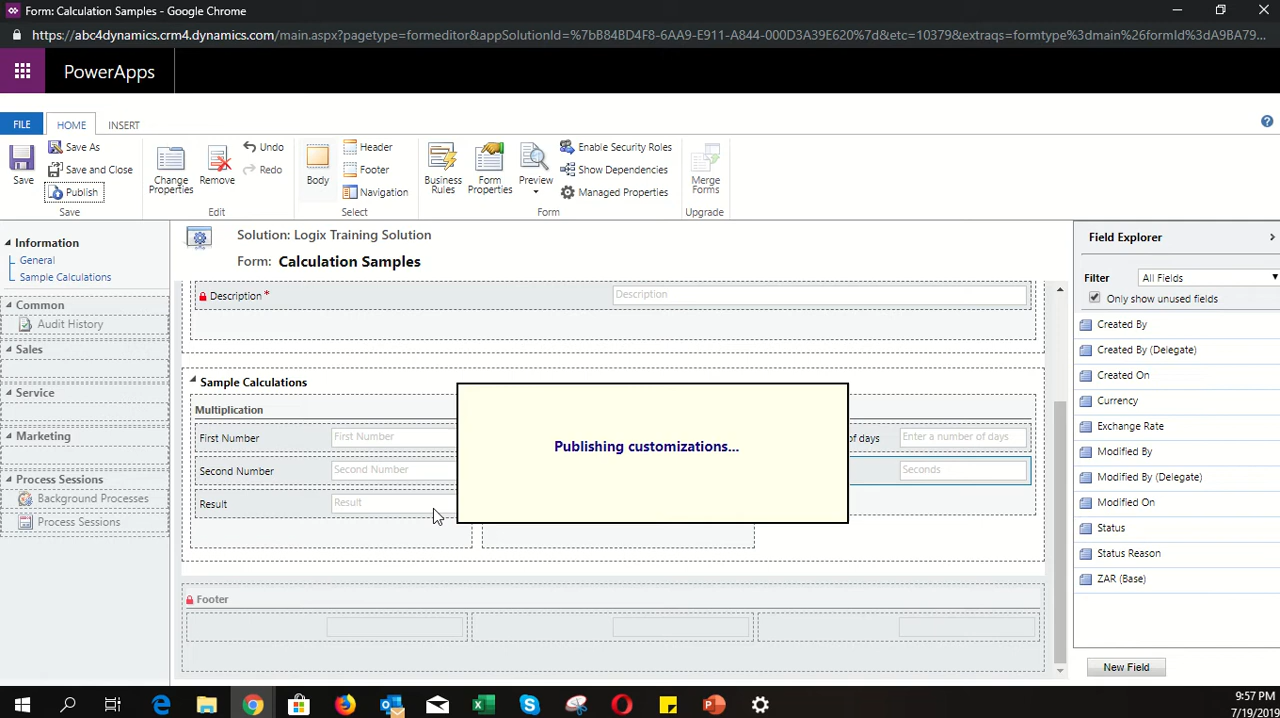 Form: Calculation Samples - Google Chrome
https://abc4dynamics.crm4.dynamics.com/main.aspx?pagetype=formeditor&appSolutionId=%7bB84BD4F8-6AA9-E911-A844-000D3A39E620%7d&etc=10379&extraqs=formtype%3dmain%26formId%3dA9BA79...
PowerApps
FILE HOME INSERT
Save
Save As
Save and Close
Publish
Save
Change Properties
Remove
Undo
Redo
Edit
Body
Header
Footer
Navigation
Select
Business Rules
Form Properties
Preview
Enable Security Roles
Show Dependencies
Managed Properties
Form
Merge Forms
Upgrade
Information
General
Sample Calculations
Common
Audit History
Sales
Service
Marketing
Process Sessions
Background Processes
Process Sessions
Solution: Logix Training Solution
Form: Calculation Samples
Description * Description
Sample Calculations
Multiplication
First Number First Number of days Enter a number of days
Second Number Second Number Seconds
Result Result
Publishing customizations...
Footer
Field Explorer
Filter All Fields
Only show unused fields
Created By
Created By (Delegate)
Created On
Currency
Exchange Rate
Modified By
Modified By (Delegate)
Modified On
Status
Status Reason
ZAR (Base)
New Field
9:57 PM
7/19/2019